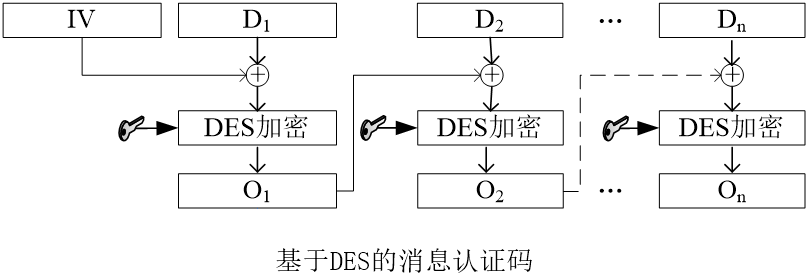 IV D₁ D₂ ... Dₙ
DES加密 DES加密 DES加密
O₁ O₂ ... Oₙ
基于DES的消息认证码